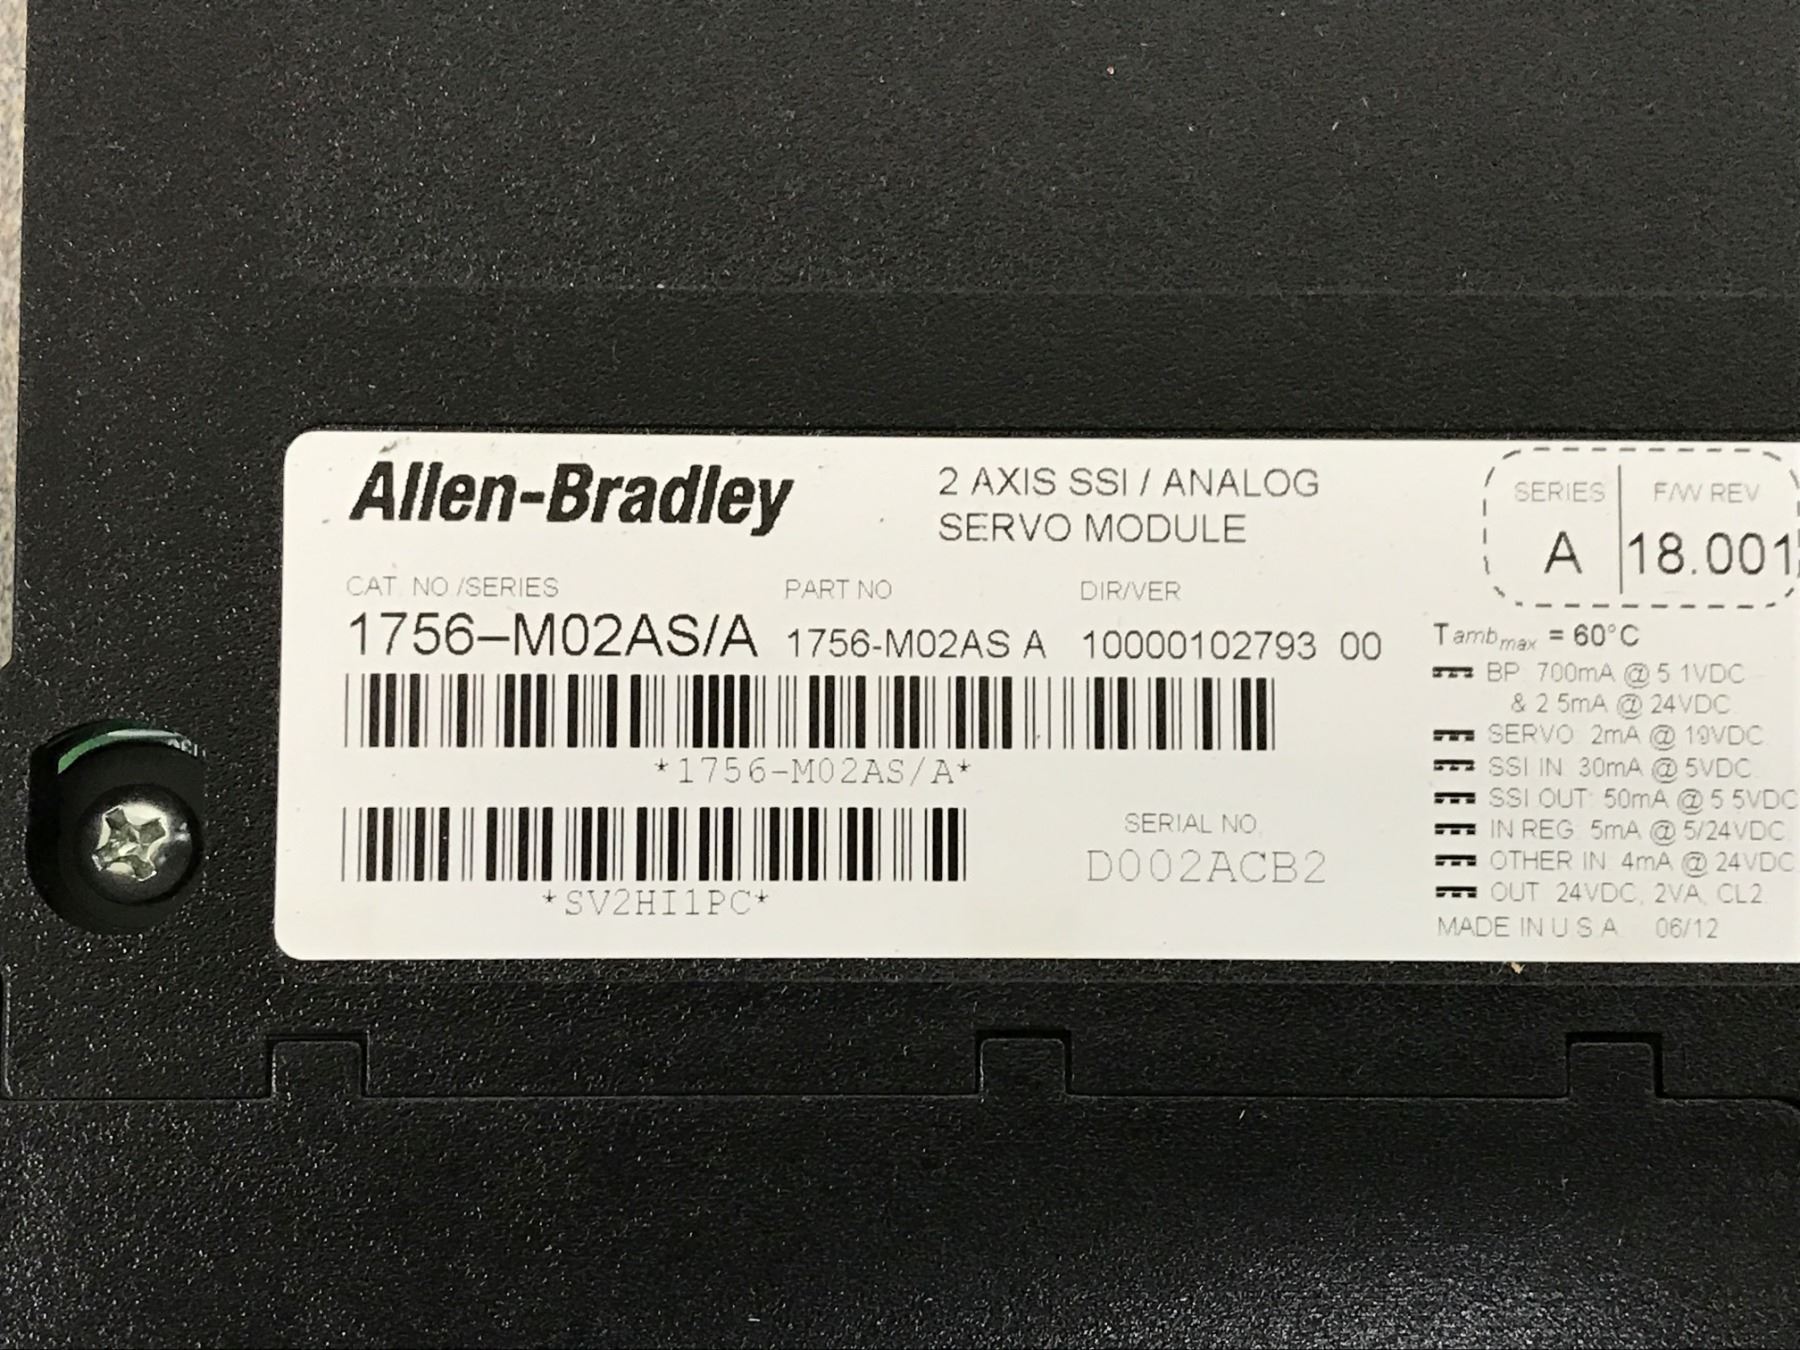 Allen-Bradley
2 AXIS SSI / ANALOG
SERVO MODULE
SERIES
F/W REV
A
18.001
CAT. NO /SERIES
PART NO
DIR/VER
1756-M02AS/A
1756-M02AS A
10000102793 00
*1756-M02AS/A*
*SV2HI1PC*
SERIAL NO.
D002ACB2
Tambmax = 60°C
BP 700mA @ 5 1VDC
& 2 5mA @ 24VDC
SERVO 2mA @ 10VDC
SSI IN 30mA @ 5VDC
SSI OUT: 50mA @ 5 5VDC
IN REG 5mA @ 5/24VDC
OTHER IN: 4mA @ 24VDC
OUT 24VDC, 2VA, CL2
MADE IN U S A 06/12